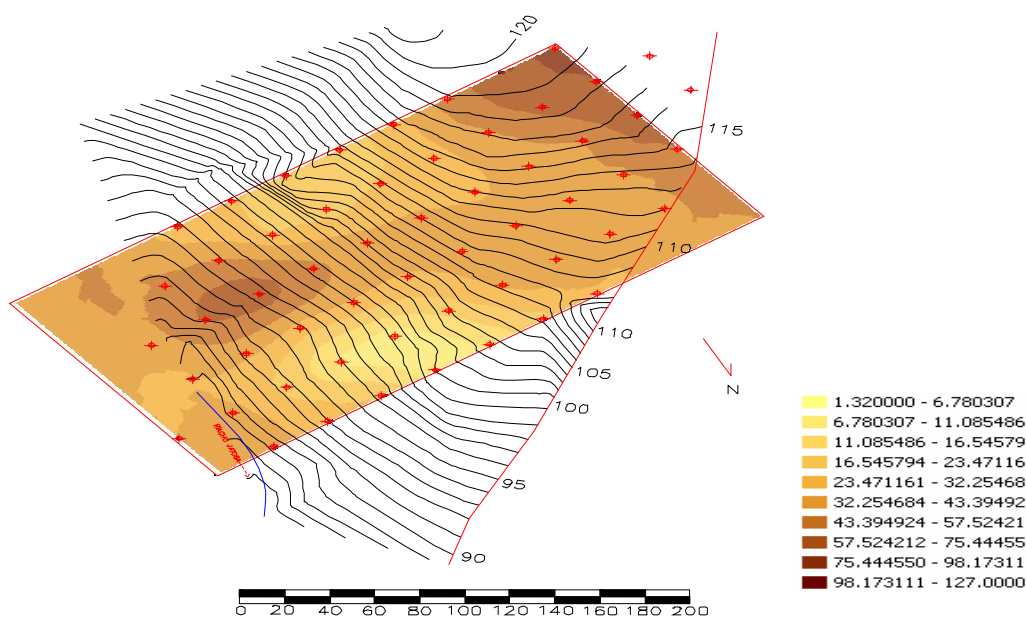 120
115
110
110
105
100
95
90
N
1.320000 - 6.780307
6.780307 - 11.085486
11.085486 - 16.54579
16.545794 - 23.47116
23.471161 - 32.25468
32.254684 - 43.39492
43.394924 - 57.52421
57.524212 - 75.44455
75.444550 - 98.17311
98.173111 - 127.0000
0 20 40 60 80 100 120 140 160 180 200